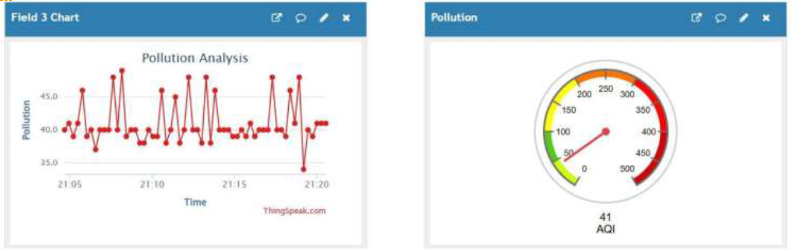 Field 3 Chart
Pollution Analysis
Pollution
45.0
40.0
35.0
21:05
21:10
21:15
21:20
Time
ThingSpeak.com
Pollution
0
50
100
150
200
250
300
350
400
450
500
41
AQI